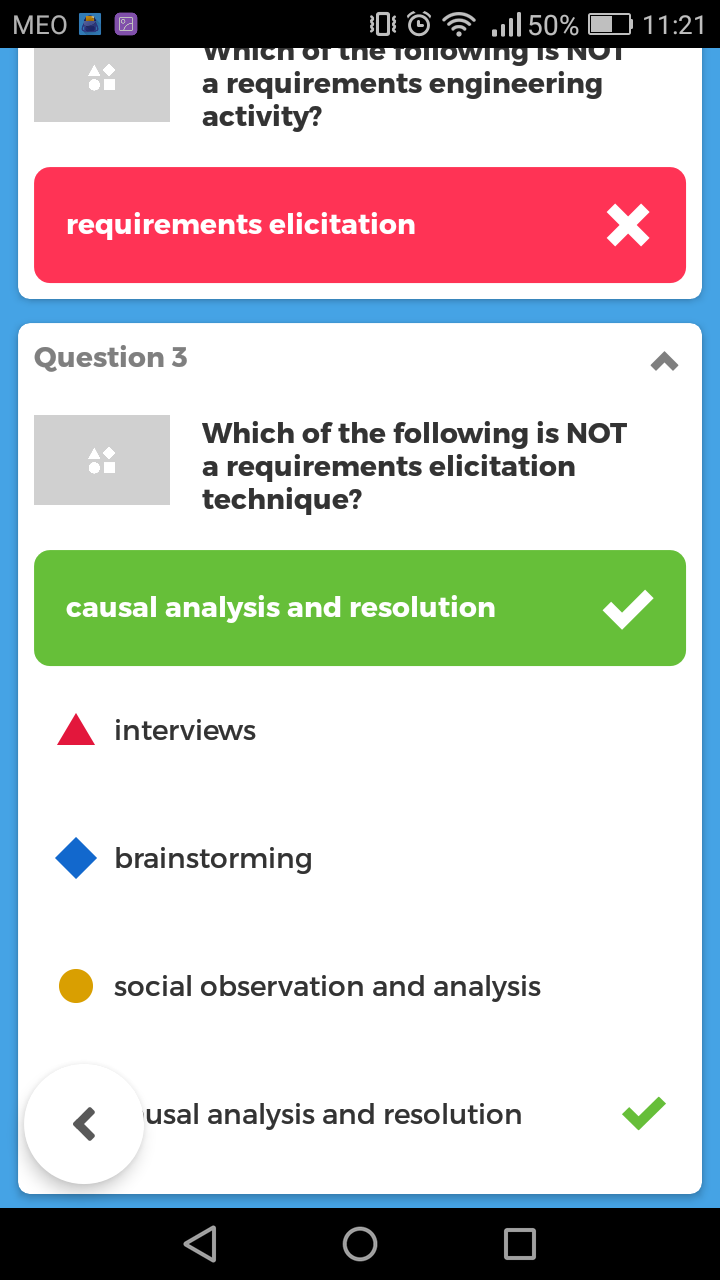 MEO 50% 11:21
Which of the following is NOT
a requirements engineering
activity?
requirements elicitation
Question 3
Which of the following is NOT
a requirements elicitation
technique?
causal analysis and resolution
interviews
brainstorming
social observation and analysis
usal analysis and resolution